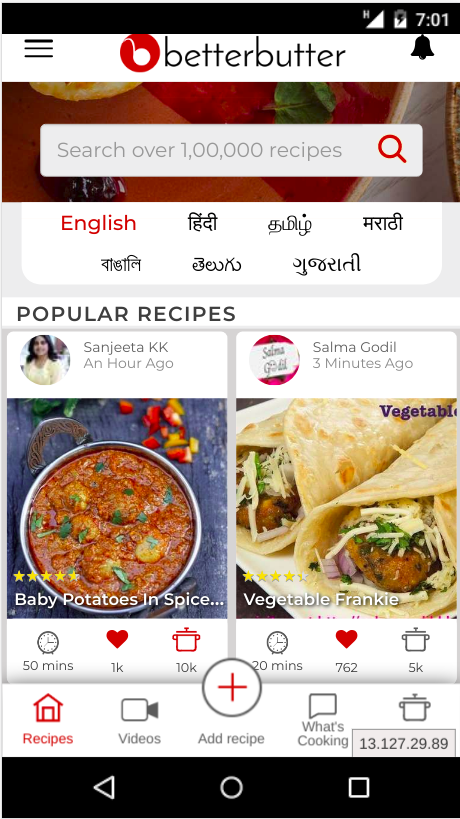 H 7:01
betterbutter
Search over 1,00,000 recipes
English हिंदी தமிழ் मराठी
বাঙালি తెలుగు ગુજરાતી
POPULAR RECIPES
Sanjeeta KK
An Hour Ago
Salma Godil
3 Minutes Ago
Salma
Godil
Vegetable
Baby Potatoes In Spice...
Vegetable Frankie
50 mins 1k 10k
20 mins 762 5k
Recipes Videos Add recipe What's
Cooking
13.127.29.89